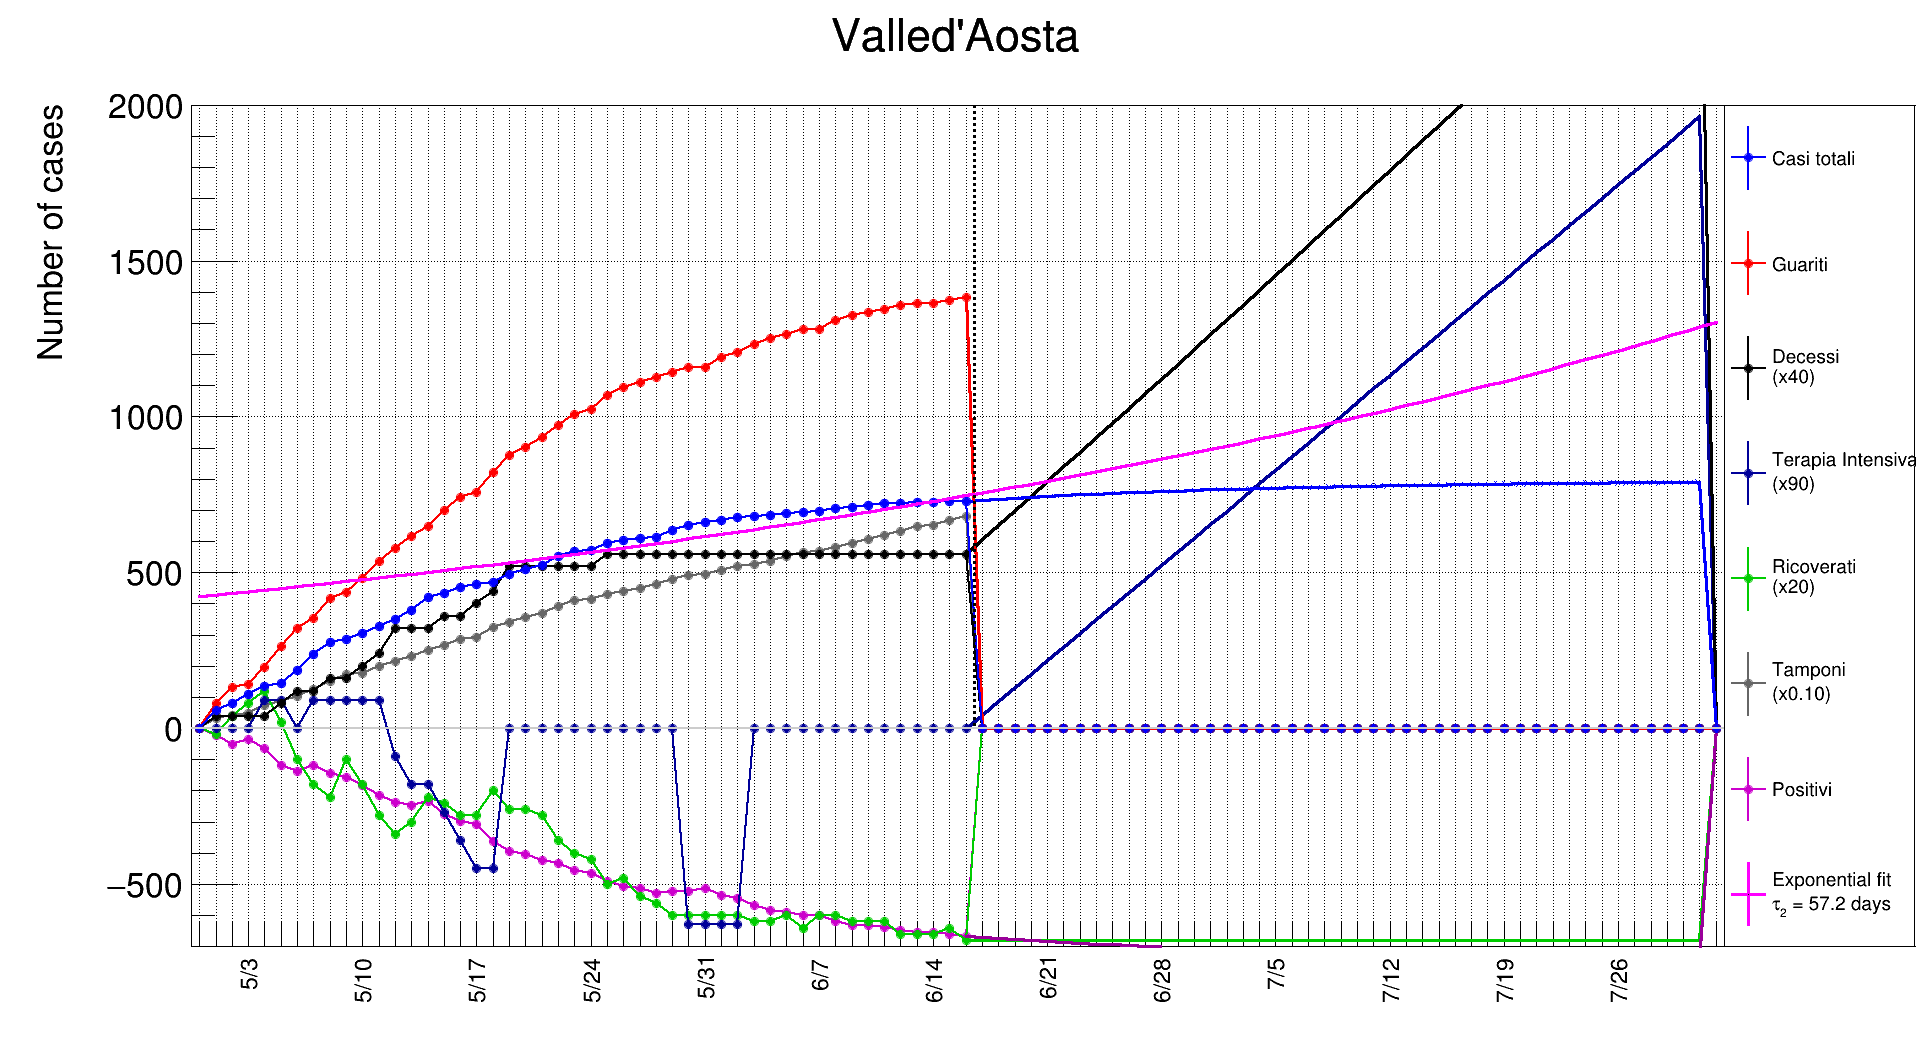 Valled'Aosta
Number of cases
2000
1500
1000
500
0
−500
5/3
5/10
5/17
5/24
5/31
6/7
6/14
6/21
6/28
7/5
7/12
7/19
7/26
Casi totali
Guariti
Decessi
(x40)
Terapia Intensiva
(x90)
Ricoverati
(x20)
Tamponi
(x0.10)
Positivi
Exponential fit
τ2 = 57.2 days